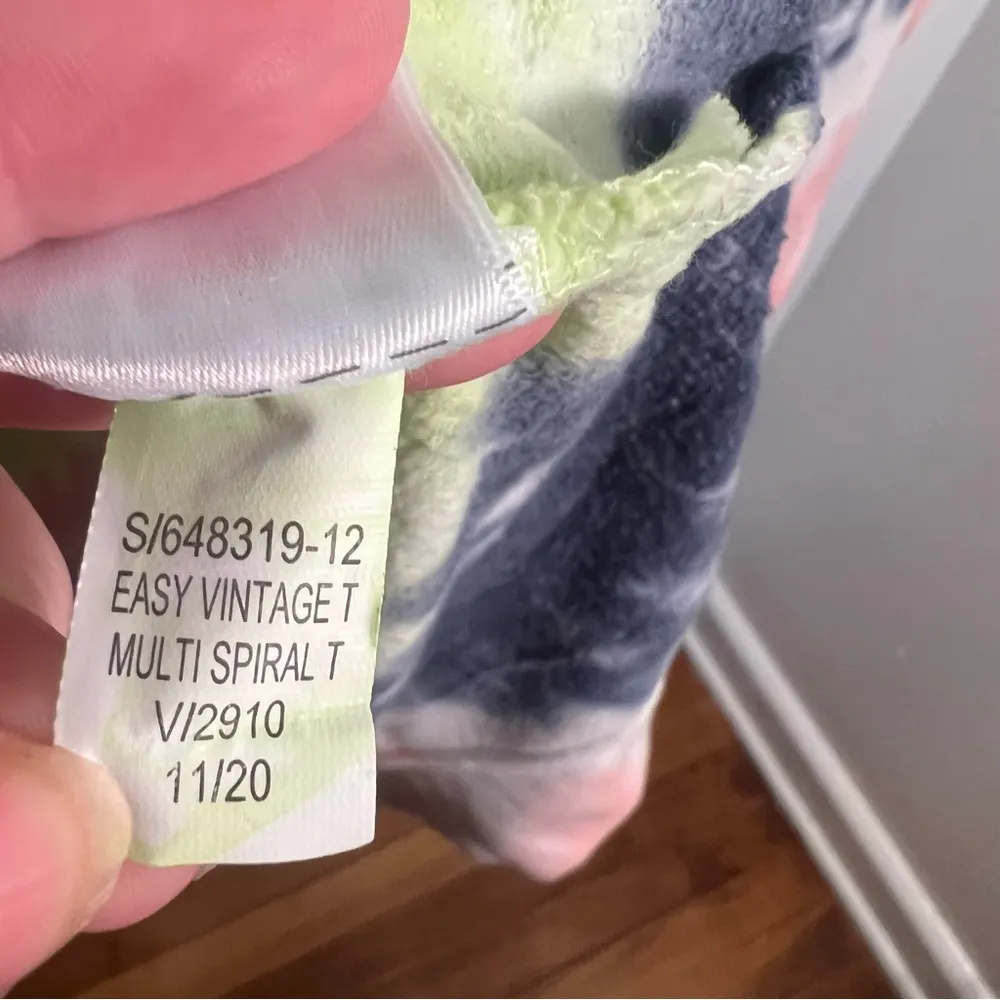 S/648319-12
EASY VINTAGE T
MULTI SPIRAL T
V/2910
11/20